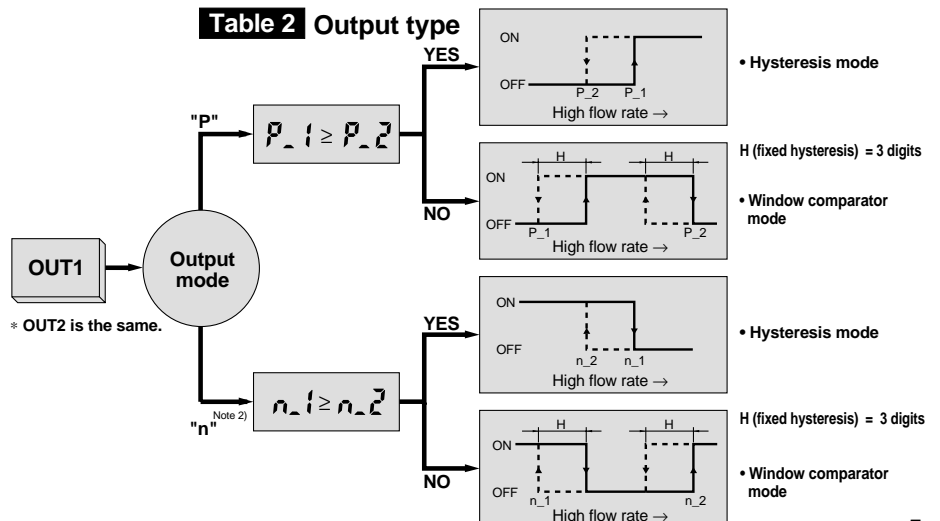 Table 2 Output type
YES
ON
OFF
P_2 P_1
High flow rate →
• Hysteresis mode
"P"
P_1 ≥ P_2
NO
H (fixed hysteresis) = 3 digits
H H
ON
OFF
P_1 P_2
High flow rate →
• Window comparator
mode
OUT1
Output
mode
* OUT2 is the same.
YES
ON
OFF
n_2 n_1
High flow rate →
• Hysteresis mode
"n" Note 2)
n_1 ≥ n_2
NO
H (fixed hysteresis) = 3 digits
H H
ON
OFF
n_1 n_2
High flow rate →
• Window comparator
mode